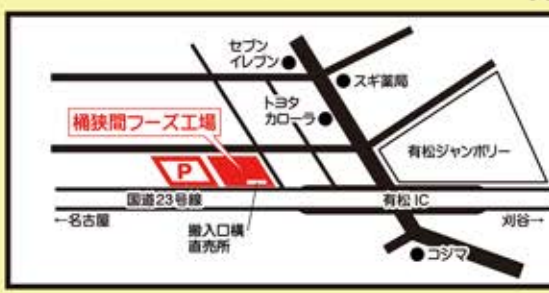 セブン
イレブン
スギ薬局
トヨタ
カローラ
桶狭間フーズ工場
有松ジャンボリー
P
国道23号線
有松IC
←名古屋
刈谷→
搬入口横
直売所
コジマ